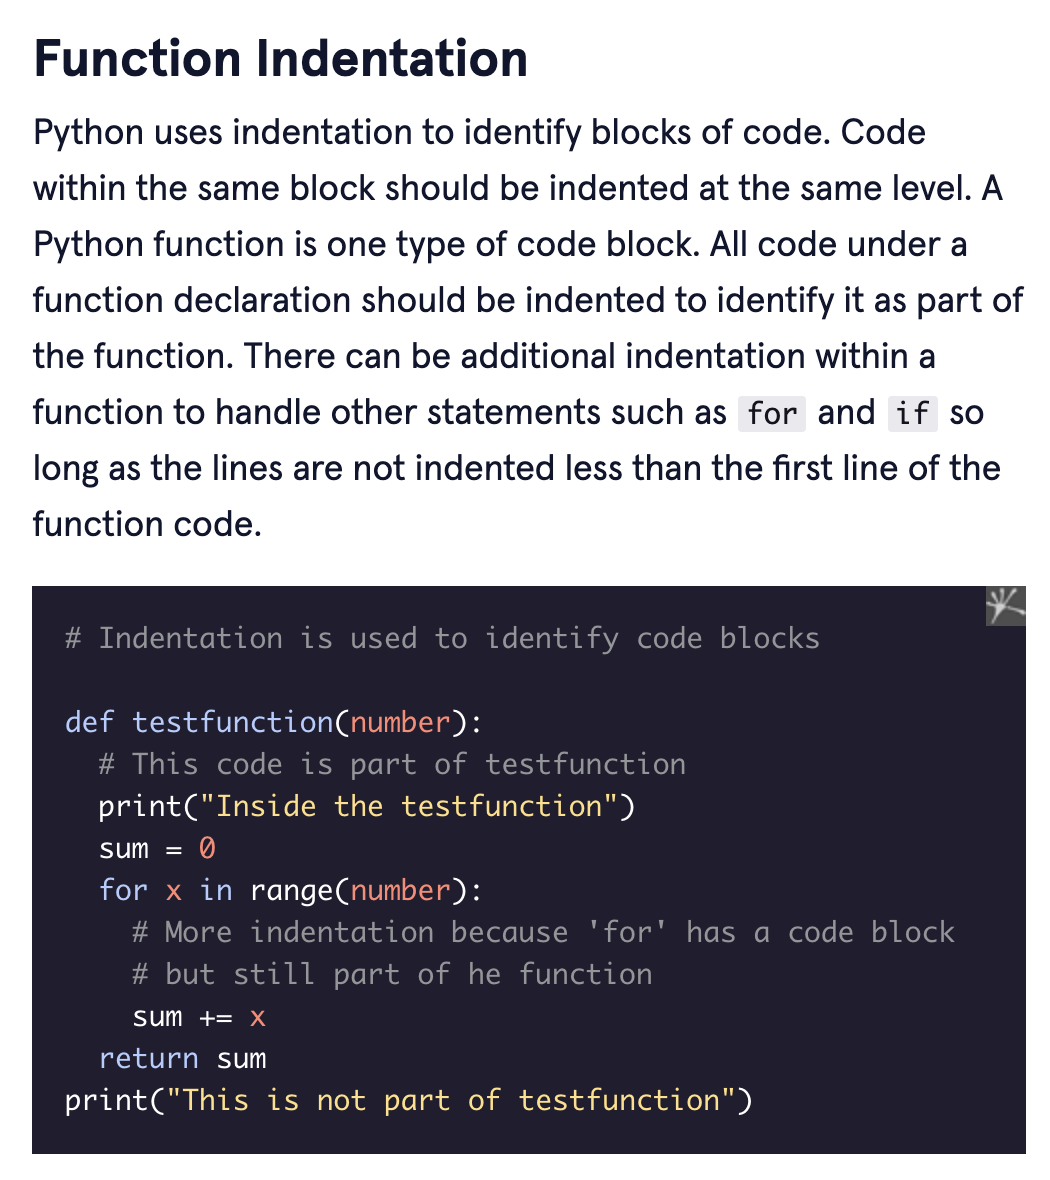 Function Indentation
Python uses indentation to identify blocks of code. Code
within the same block should be indented at the same level. A
Python function is one type of code block. All code under a
function declaration should be indented to identify it as part of
the function. There can be additional indentation within a
function to handle other statements such as for and if so
long as the lines are not indented less than the first line of the
function code.
# Indentation is used to identify code blocks

def testfunction(number):
  # This code is part of testfunction
  print("Inside the testfunction")
  sum = 0
  for x in range(number):
    # More indentation because 'for' has a code block
    # but still part of he function
    sum += x
  return sum
print("This is not part of testfunction")